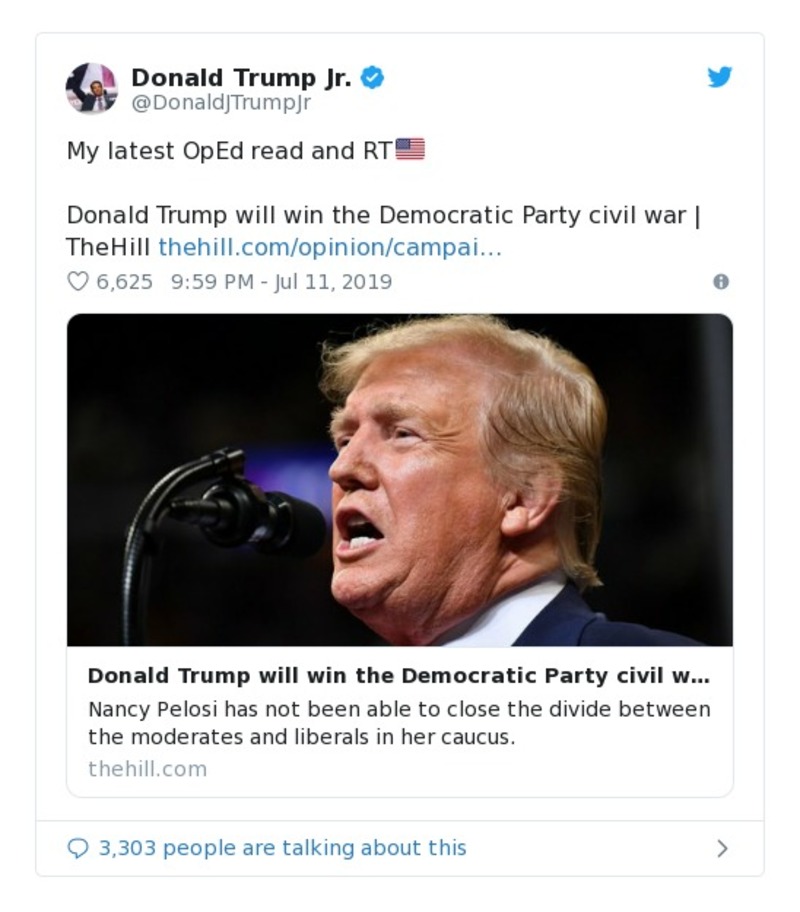 Donald Trump Jr.
@DonaldJTrumpJr
My latest OpEd read and RT🇺🇸
Donald Trump will win the Democratic Party civil war |
TheHill thehill.com/opinion/campai…
6,625 9:59 PM - Jul 11, 2019
Donald Trump will win the Democratic Party civil w...
Nancy Pelosi has not been able to close the divide between
the moderates and liberals in her caucus.
thehill.com
3,303 people are talking about this